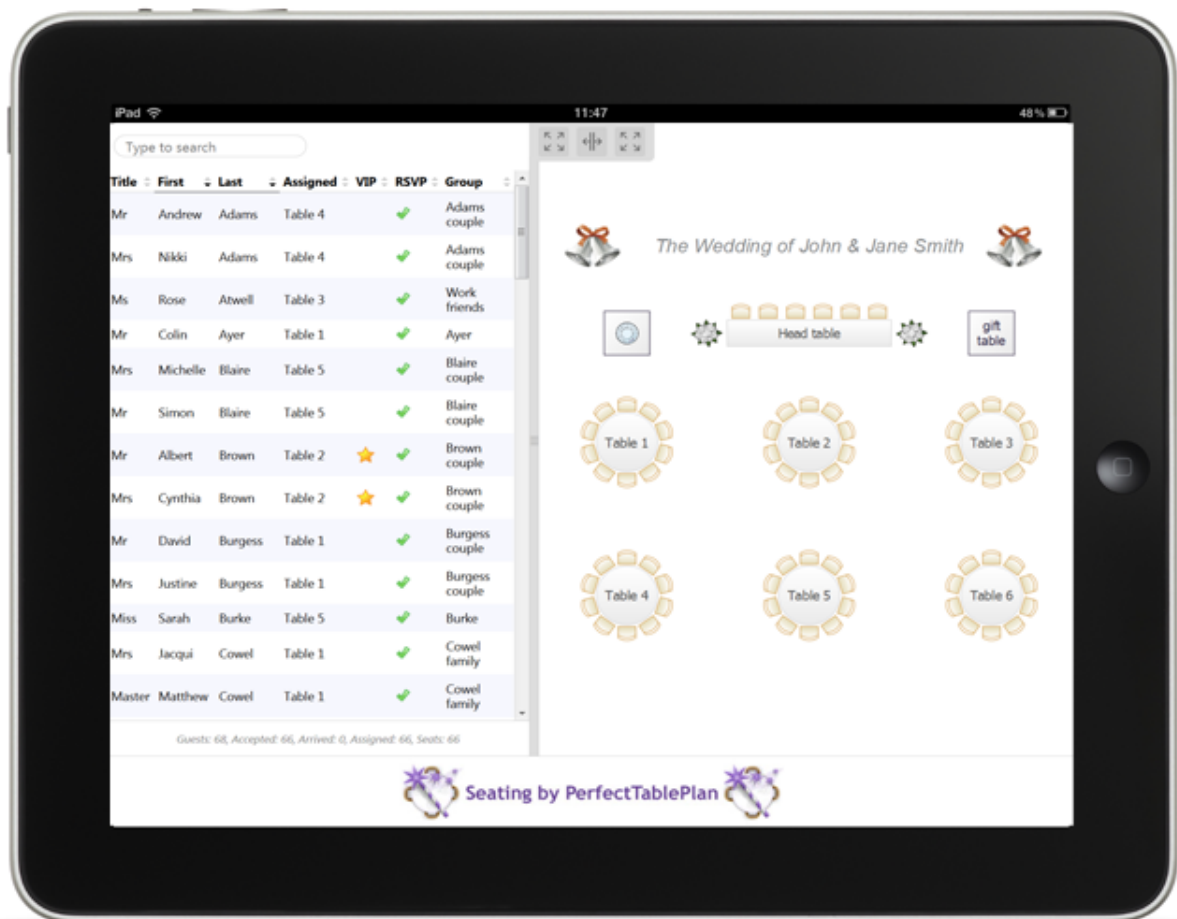 iPad 11:47 48%
Type to search
Title First Last Assigned VIP RSVP Group
Mr Andrew Adams Table 4 Adams couple
Mrs Nikki Adams Table 4 Adams couple
Ms Rose Atwell Table 3 Work friends
Mr Colin Ayer Table 1 Ayer
Mrs Michelle Blaire Table 5 Blaire couple
Mr Simon Blaire Table 5 Blaire couple
Mr Albert Brown Table 2 Brown couple
Mrs Cynthia Brown Table 2 Brown couple
Mr David Burgess Table 1 Burgess couple
Mrs Justine Burgess Table 1 Burgess couple
Miss Sarah Burke Table 5 Burke
Mrs Jacqui Cowel Table 1 Cowel family
Master Matthew Cowel Table 1 Cowel family
Guests: 68, Accepted: 66, Arrived: 0, Assigned: 66, Seats: 66
The Wedding of John & Jane Smith
Head table
gift
table
Table 1 Table 2 Table 3
Table 4 Table 5 Table 6
Seating by PerfectTablePlan